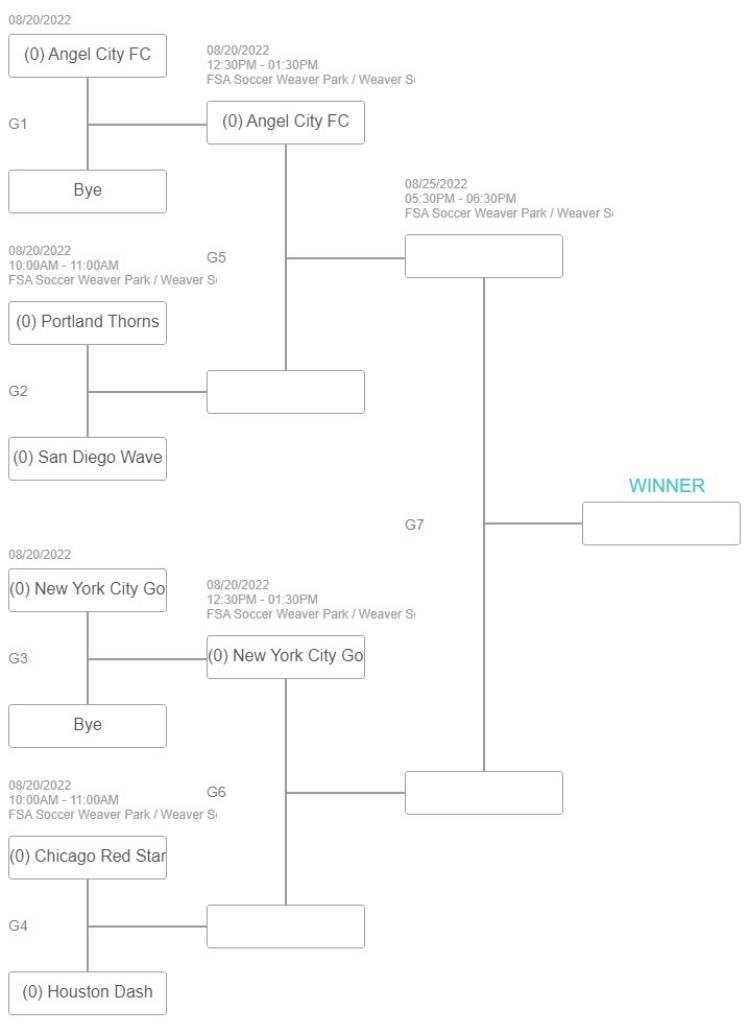 08/20/2022
(0) Angel City FC
G1
Bye
08/20/2022
12:30PM - 01:30PM
FSA Soccer Weaver Park / Weaver S
(0) Angel City FC
G5
08/20/2022
10:00AM - 11:00AM
FSA Soccer Weaver Park / Weaver S
(0) Portland Thorns
G2
(0) San Diego Wave
08/25/2022
05:30PM - 06:30PM
FSA Soccer Weaver Park / Weaver S
G7
WINNER
08/20/2022
(0) New York City Go
G3
Bye
08/20/2022
12:30PM - 01:30PM
FSA Soccer Weaver Park / Weaver S
(0) New York City Go
G6
08/20/2022
10:00AM - 11:00AM
FSA Soccer Weaver Park / Weaver S
(0) Chicago Red Star
G4
(0) Houston Dash